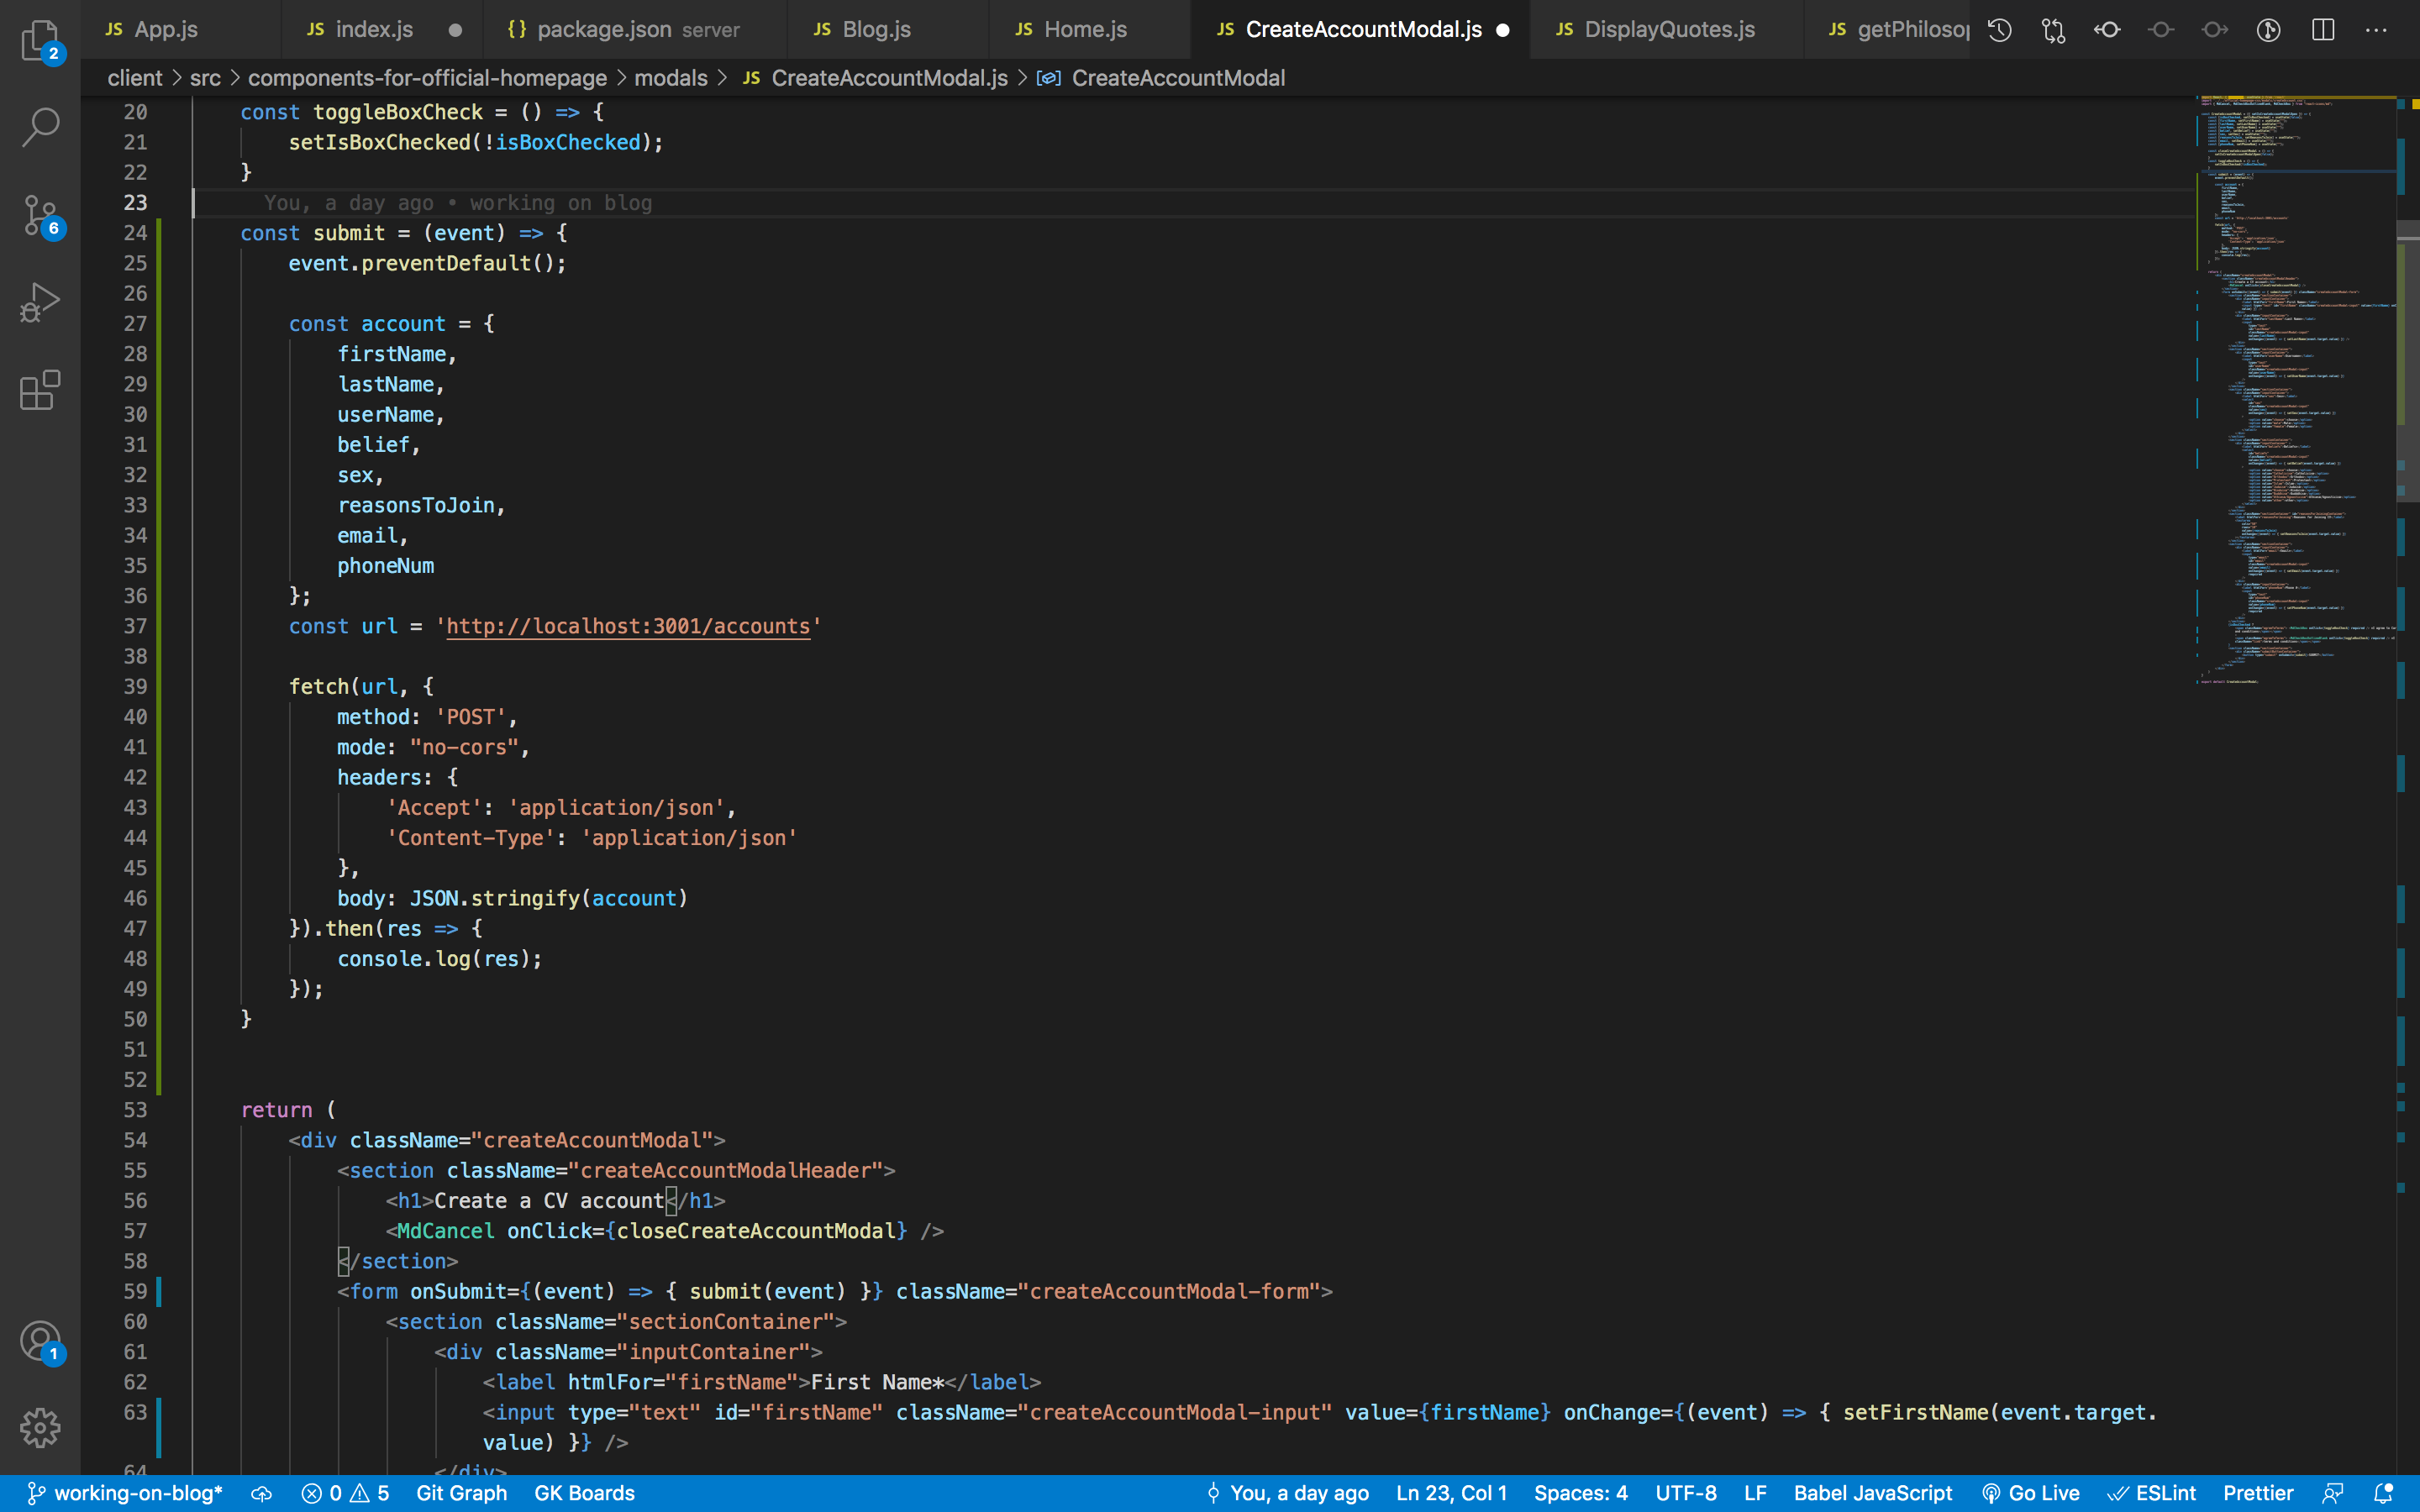 JS App.js
JS index.js
{} package.json server
JS Blog.js
JS Home.js
JS CreateAccountModal.js
JS DisplayQuotes.js
JS getPhilosop
client > src > components-for-official-homepage > modals > JS CreateAccountModal.js > CreateAccountModal
2
6
1
20 const toggleBoxCheck = () => {
21 setIsBoxChecked(!isBoxChecked);
22 }
23 You, a day ago • working on blog
24 const submit = (event) => {
25 event.preventDefault();
26
27 const account = {
28 firstName,
29 lastName,
30 userName,
31 belief,
32 sex,
33 reasonsToJoin,
34 email,
35 phoneNum
36 };
37 const url = 'http://localhost:3001/accounts'
38
39 fetch(url, {
40 method: 'POST',
41 mode: "no-cors",
42 headers: {
43 'Accept': 'application/json',
44 'Content-Type': 'application/json'
45 },
46 body: JSON.stringify(account)
47 }).then(res => {
48 console.log(res);
49 });
50 }
51
52
53 return (
54 <div className="createAccountModal">
55 <section className="createAccountModalHeader">
56 <h1>Create a CV account</h1>
57 <MdCancel onClick={closeCreateAccountModal} />
58 </section>
59 <form onSubmit={(event) => { submit(event) }} className="createAccountModal-form">
60 <section className="sectionContainer">
61 <div className="inputContainer">
62 <label htmlFor="firstName">First Name*</label>
63 <input type="text" id="firstName" className="createAccountModal-input" value={firstName} onChange={(event) => { setFirstName(event.target.
value) }} />
64 </div>
working-on-blog* 0 5 Git Graph GK Boards You, a day ago Ln 23, Col 1 Spaces: 4 UTF-8 LF Babel JavaScript Go Live ESLint Prettier